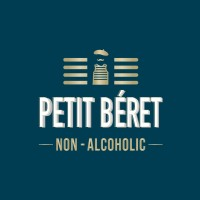 PETIT BÉRET
NON - ALCOHOLIC